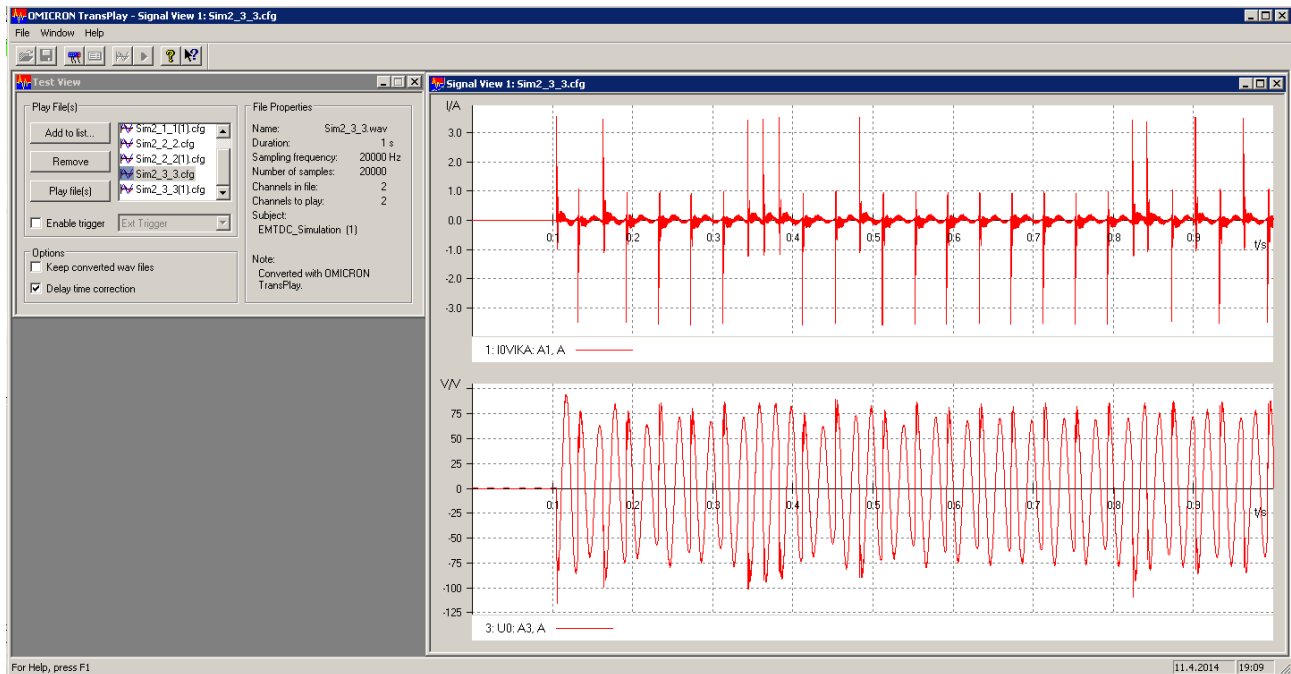 OMICRON TransPlay - Signal View 1: Sim2_3_3.cfg
File Window Help
Test View
Play File(s)
Add to list...
Remove
Play file(s)
Sim2_1_1(1).cfg
Sim2_2_2.cfg
Sim2_2_2(1).cfg
Sim2_3_3.cfg
Sim2_3_3(1).cfg
Enable trigger
Ext Trigger
Options
Keep converted wav files
Delay time correction
File Properties
Name: Sim2_3_3.wav
Duration: 1 s
Sampling frequency: 20000 Hz
Number of samples: 20000
Channels in file: 2
Channels to play: 2
Subject:
EMTDC_Simulation (1)
Note:
Converted with OMICRON
TransPlay.
Signal View 1: Sim2_3_3.cfg
I/A
3.0
2.0
1.0
0.0
-1.0
-2.0
-3.0
0.1 0.2 0.3 0.4 0.5 0.6 0.7 0.8 0.9
t/s
1: I0VIKA: A1, A
V/V
75
50
25
0
-25
-50
-75
-100
-125
0.1 0.2 0.3 0.4 0.5 0.6 0.7 0.8 0.9
t/s
3: U0: A3, A
For Help, press F1
11.4.2014 19:09